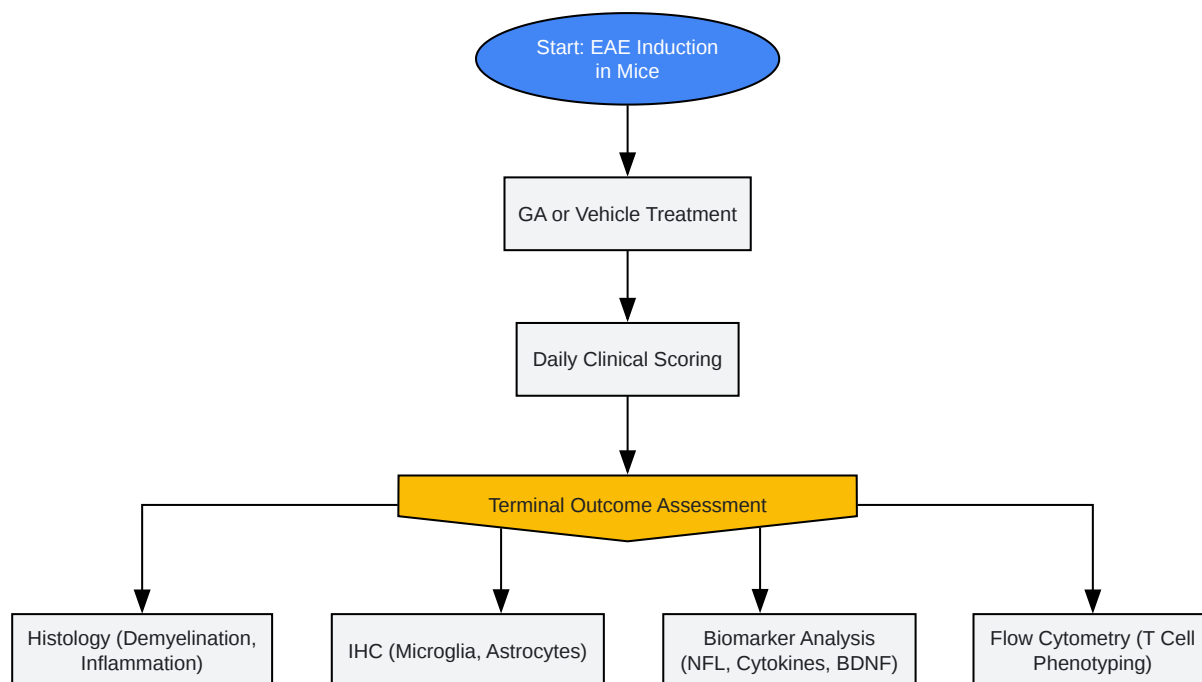 Start: EAE Induction
in Mice
GA or Vehicle Treatment
Daily Clinical Scoring
Terminal Outcome Assessment
Histology (Demyelination,
Inflammation)
IHC (Microglia, Astrocytes)
Biomarker Analysis
(NFL, Cytokines, BDNF)
Flow Cytometry (T Cell
Phenotyping)